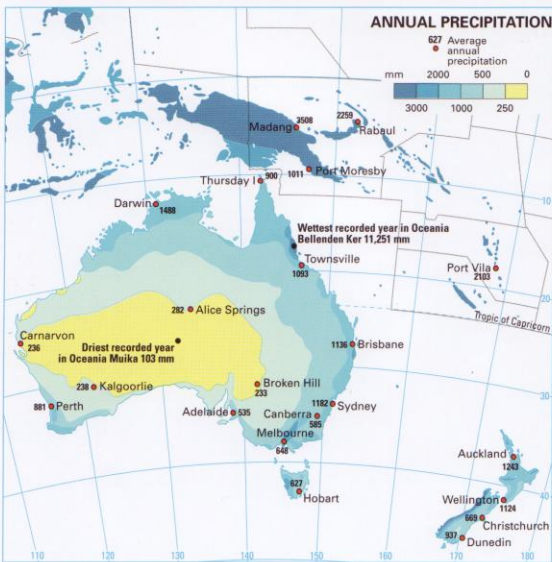 ANNUAL PRECIPITATION
627 Average
annual
precipitation
mm 2000 500 0
3000 1000 250
Madang 3508
2259
Rabaul
Thursday I 900
1011 Port Moresby
Darwin 1488
10
Wettest recorded year in Oceania
Bellenden Ker 11,251 mm
Townsville
1093
Port Vila
2103
20
Tropic of Capricorn
282 Alice Springs
Carnarvon
236
Driest recorded year
in Oceania Muika 103 mm
1136 Brisbane
238 Kalgoorlie
Broken Hill
233
30
881 Perth
Adelaide 535
1182 Sydney
Canberra
585
Melbourne
648
Auckland
1243
627
Hobart
Wellington
1124
40
669
Christchurch
937
Dunedin
110 120 130 140 150 160 170